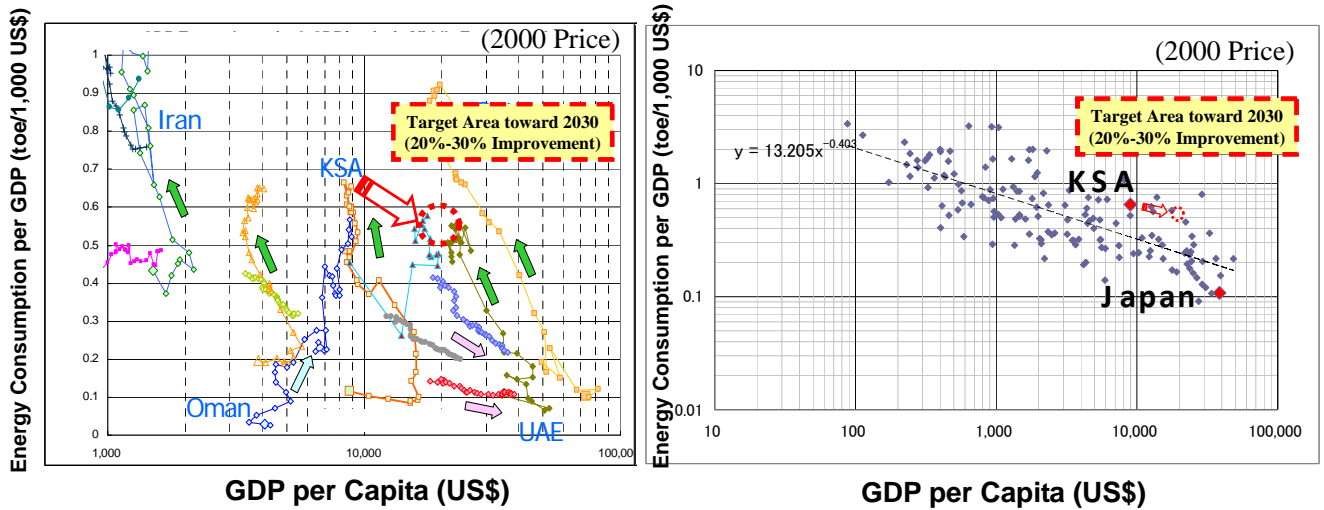 (2000 Price)
Energy Consumption per GDP (toe/1,000 US$)
1
0.9
0.8
0.7
0.6
0.5
0.4
0.3
0.2
0.1
0
Iran
KSA
Oman
UAE
Target Area toward 2030
(20%-30% Improvement)
1,000
10,000
100,00
GDP per Capita (US$)
(2000 Price)
Energy Consumption per GDP (toe/1,000 US$)
10
1
0.1
0.01
Target Area toward 2030
(20%-30% Improvement)
y = 13.205x^-0.403
KSA
Japan
10
100
1,000
10,000
100,000
GDP per Capita (US$)